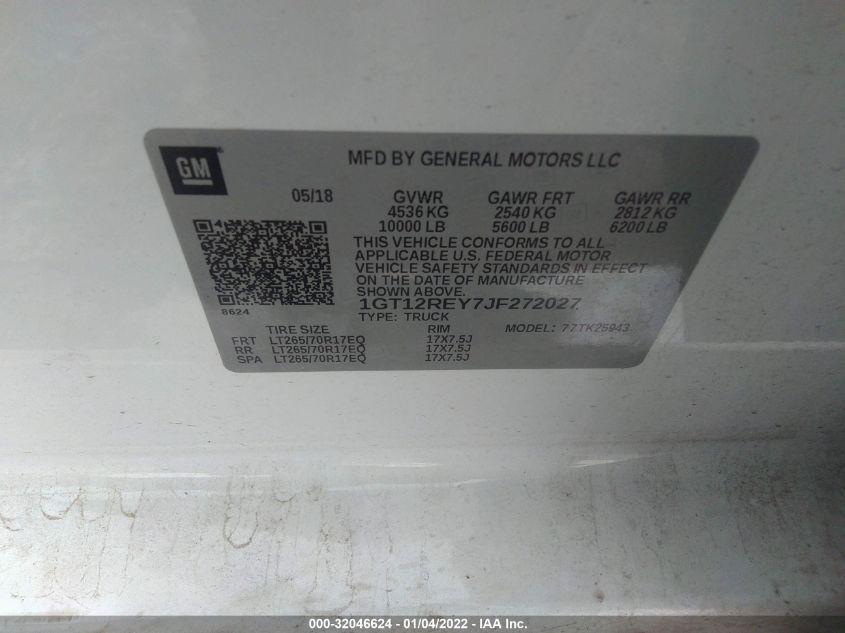 GM
MFD BY GENERAL MOTORS LLC
05/18 GVWR GAWR FRT GAWR RR
4536 KG 2540 KG 2812 KG
10000 LB 5600 LB 6200 LB
THIS VEHICLE CONFORMS TO ALL
APPLICABLE U.S. FEDERAL MOTOR
VEHICLE SAFETY STANDARDS IN EFFECT
ON THE DATE OF MANUFACTURE
SHOWN ABOVE.
8624
1GT12REY7JF272027
TYPE: TRUCK MODEL: 77TK25943
TIRE SIZE RIM
FRT LT265/70R17EQ 17X7.5J
RR LT265/70R17EQ 17X7.5J
SPA LT265/70R17EQ 17X7.5J
000-32046624 - 01/04/2022 - IAA Inc.